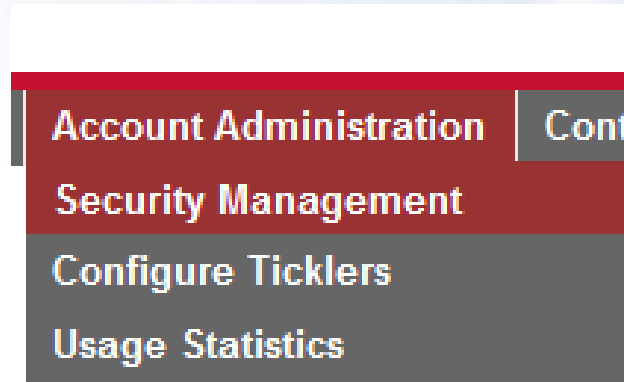 Account Administration
Security Management
Configure Ticklers
Usage Statistics